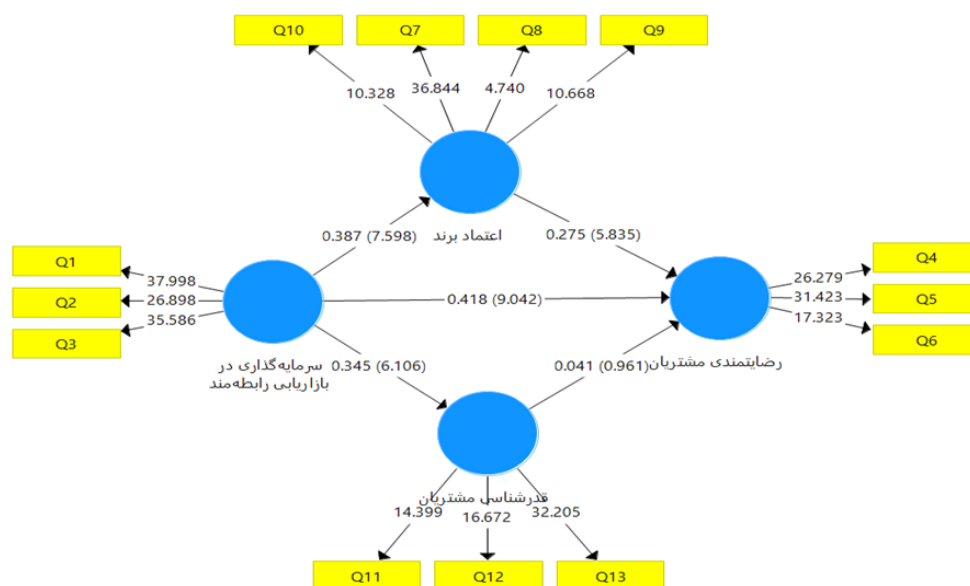 Q10
Q7
Q8
Q9
10.328
36.844
4.740
10.668
اعتماد برند
0.387 (7.598)
0.275 (5.835)
Q1
Q2
Q3
37.998
26.898
35.586
0.418 (9.042)
26.279
31.423
17.323
Q4
Q5
Q6
سرمایه‌گذاری در
بازاریابی رابطه‌مند
رضایتمندی مشتریان
0.345 (6.106)
0.041 (0.961)
قدرشناسی مشتریان
14.399
16.672
32.205
Q11
Q12
Q13